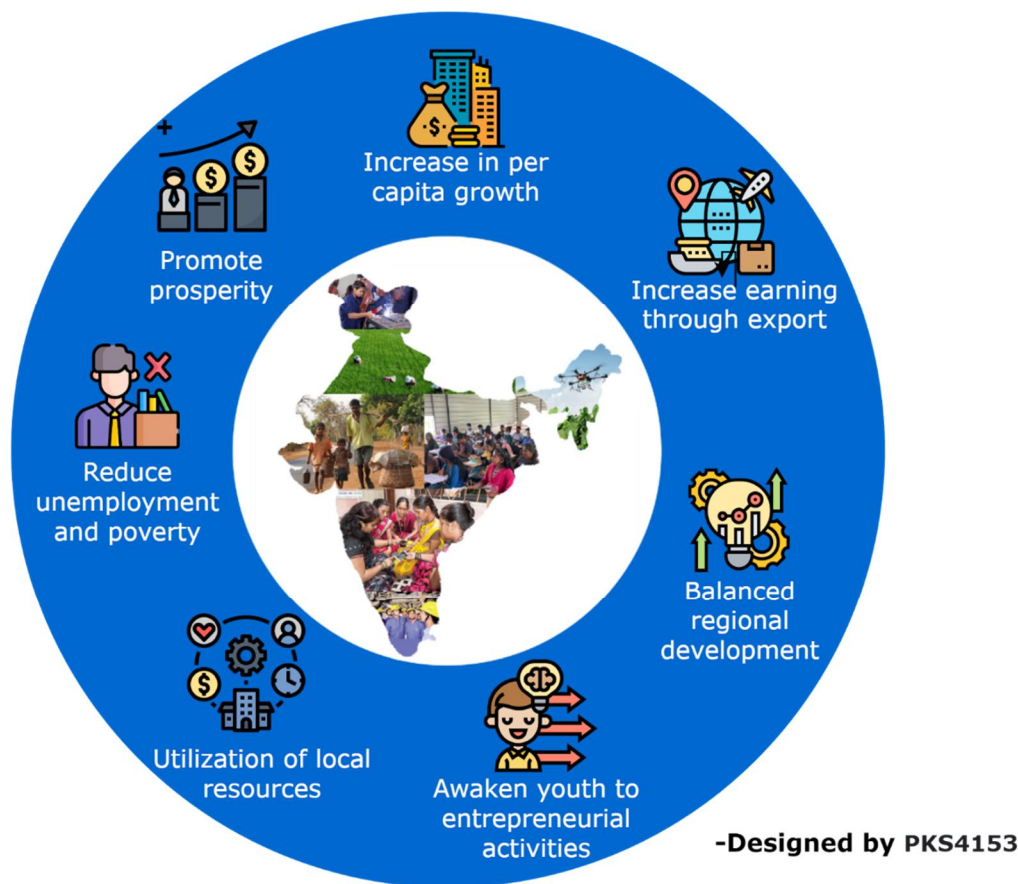 Increase in per
capita growth
Increase earning
through export
Balanced
regional
development
Awaken youth to
entrepreneurial
activities
Utilization of local
resources
Reduce
unemployment
and poverty
Promote
prosperity
-Designed by PKS4153